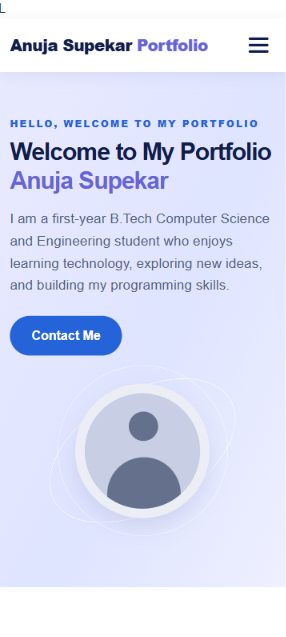 L
Anuja Supekar Portfolio
HELLO, WELCOME TO MY PORTFOLIO
Welcome to My Portfolio
Anuja Supekar
I am a first-year B.Tech Computer Science
and Engineering student who enjoys
learning technology, exploring new ideas,
and building my programming skills.
Contact Me